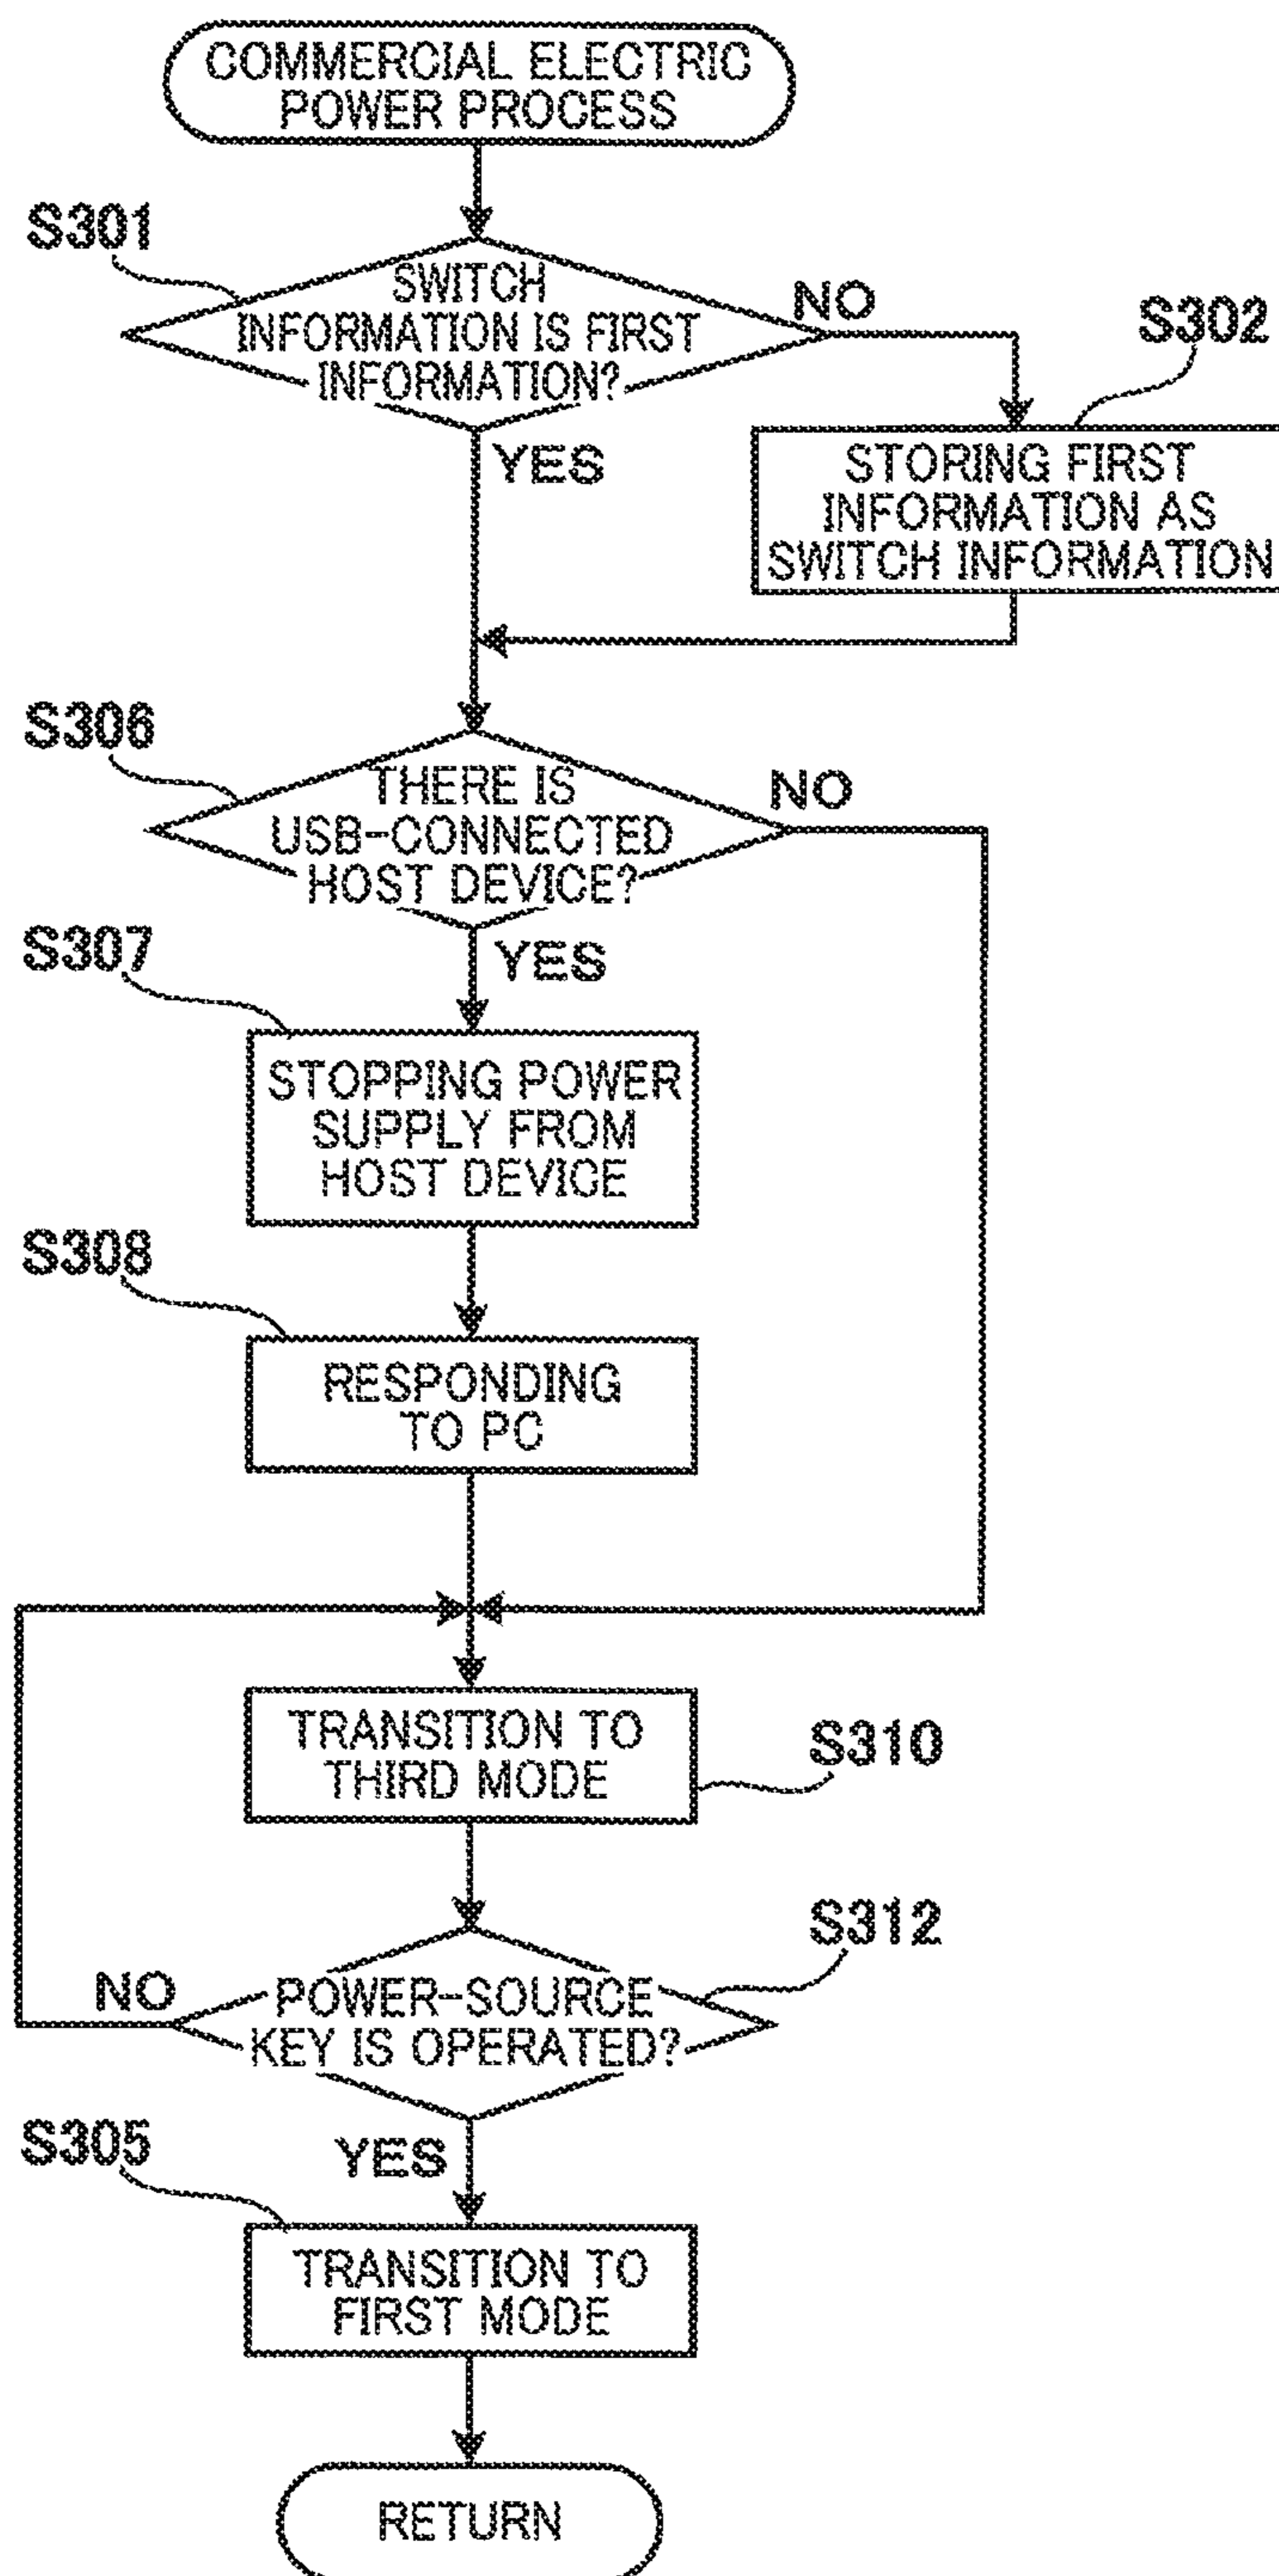 COMMERCIAL ELECTRIC
POWER PROCESS
S301
SWITCH
INFORMATION IS FIRST
INFORMATION?
NO
S302
YES
STORING FIRST
INFORMATION AS
SWITCH INFORMATION
S306
THERE IS
USB-CONNECTED
HOST DEVICE?
NO
S307
YES
STOPPING POWER
SUPPLY FROM
HOST DEVICE
S308
RESPONDING
TO PC
TRANSITION TO
THIRD MODE
S310
S312
NO
POWER-SOURCE
KEY IS OPERATED?
S305
YES
TRANSITION TO
FIRST MODE
RETURN